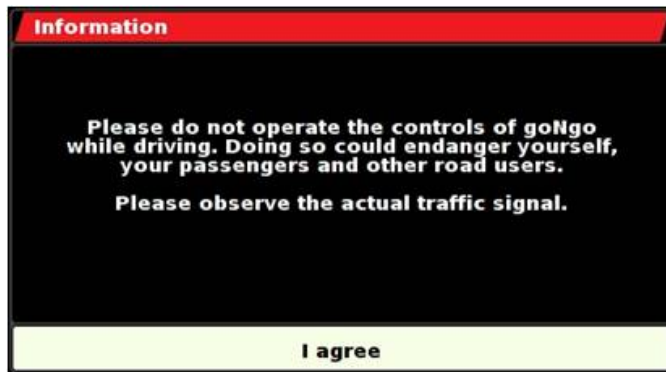 Information
Please do not operate the controls of goNgo
while driving. Doing so could endanger yourself,
your passengers and other road users.
Please observe the actual traffic signal.
I agree